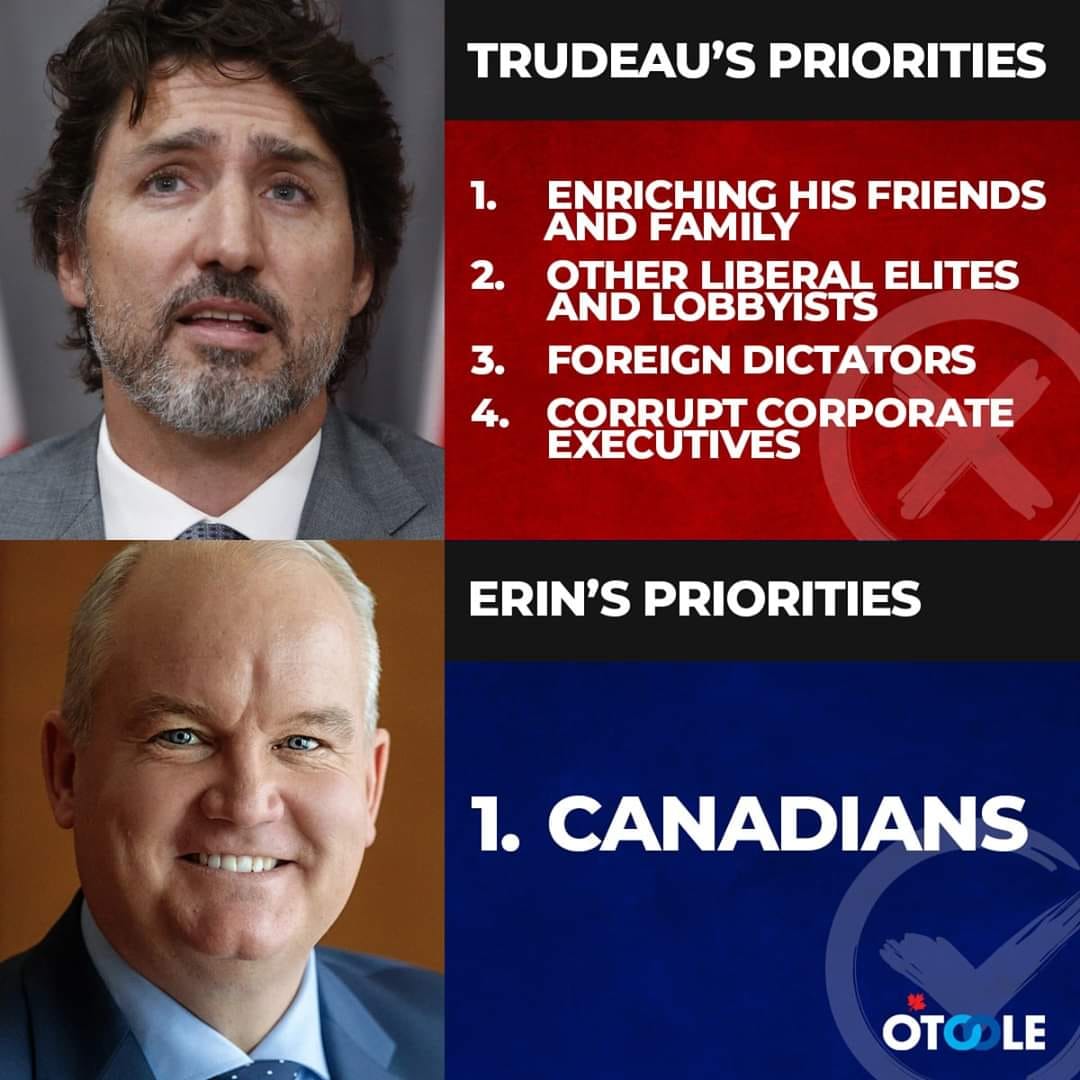 TRUDEAU'S PRIORITIES
1. ENRICHING HIS FRIENDS
AND FAMILY
2. OTHER LIBERAL ELITES
AND LOBBYISTS
3. FOREIGN DICTATORS
4. CORRUPT CORPORATE
EXECUTIVES
ERIN'S PRIORITIES
1. CANADIANS
O'TOOLE